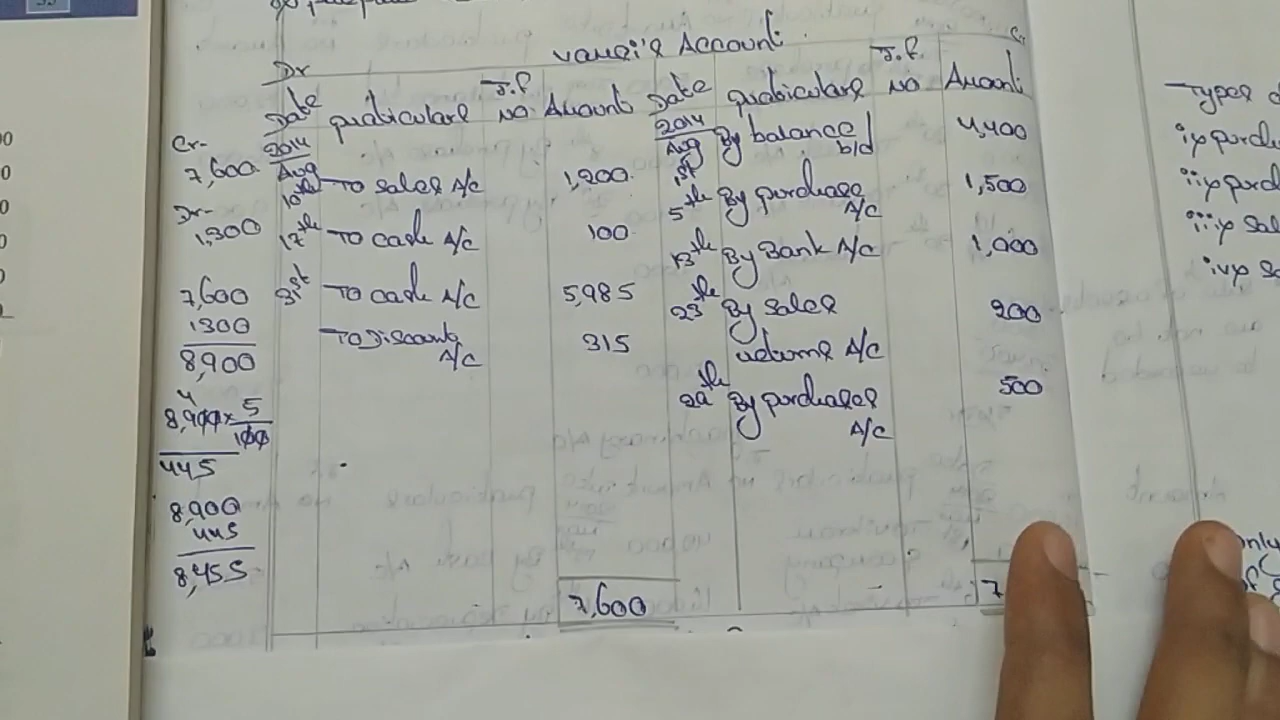 Account
Dr
Cr
Date particulars J.F no Amount Date particulars J.F. no Amount
2014
Aug
10th To sales A/c 1,200
17th To cash A/c 100
31st To cash A/c 5,985
To Discount A/c 315
7,600
2014
Aug
1st By balance b/d 4,400
5th By purchase A/c 1,500
13th By Bank A/c 1,000
23rd By sales
returns A/c 200
29th By purchases
A/c 500
7
Cr-
7,600
Dr-
1,300
7,600
1300
8,900
8,900 x 5
100
445
8,900
445
8,455
Types
i)
ii)
iii) Sal
iv)
only